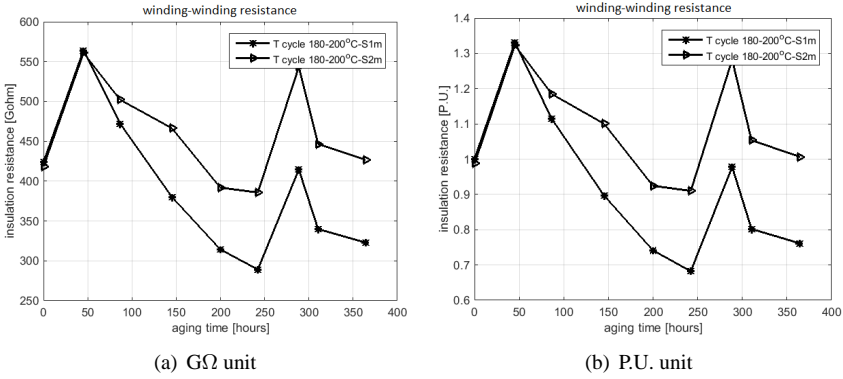 winding-winding resistance
600
550
500
450
400
350
300
250
insulation resistance [Gohm]
T cycle 180-200°C-S1m
T cycle 180-200°C-S2m
0
50
100
150
200
250
300
350
400
aging time [hours]
(a) GΩ unit
winding-winding resistance
1.4
1.3
1.2
1.1
1
0.9
0.8
0.7
0.6
insulation resistance [P.U.]
T cycle 180-200°C-S1m
T cycle 180-200°C-S2m
0
50
100
150
200
250
300
350
400
aging time [hours]
(b) P.U. unit